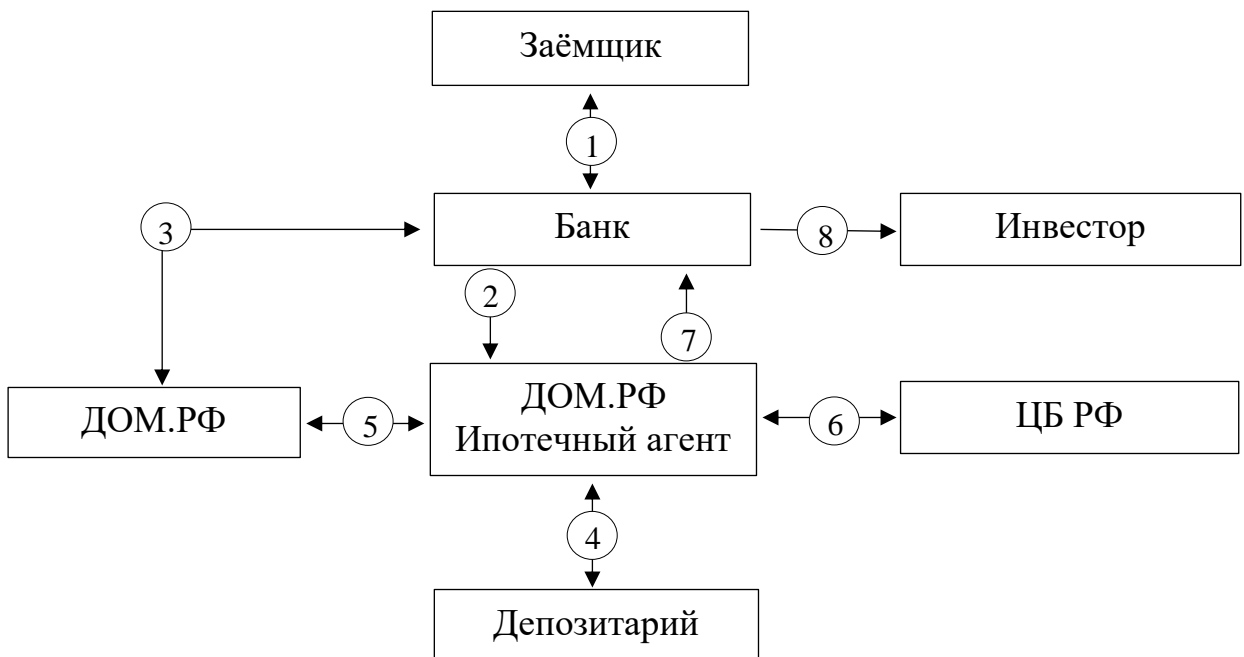 Заёмщик
1
Банк
Инвестор
3
8
2
7
ДОМ.РФ
ДОМ.РФ
Ипотечный агент
ЦБ РФ
5
6
4
Депозитарий